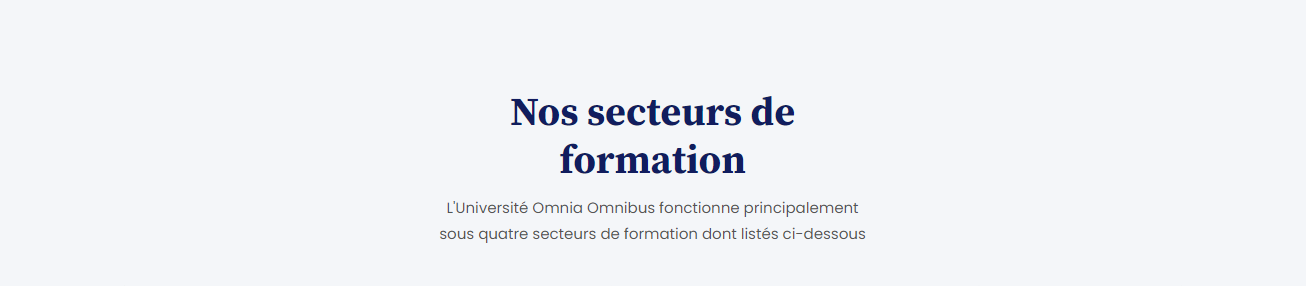 Nos secteurs de
formation
L'Université Omnia Omnibus fonctionne principalement
sous quatre secteurs de formation dont listés ci-dessous